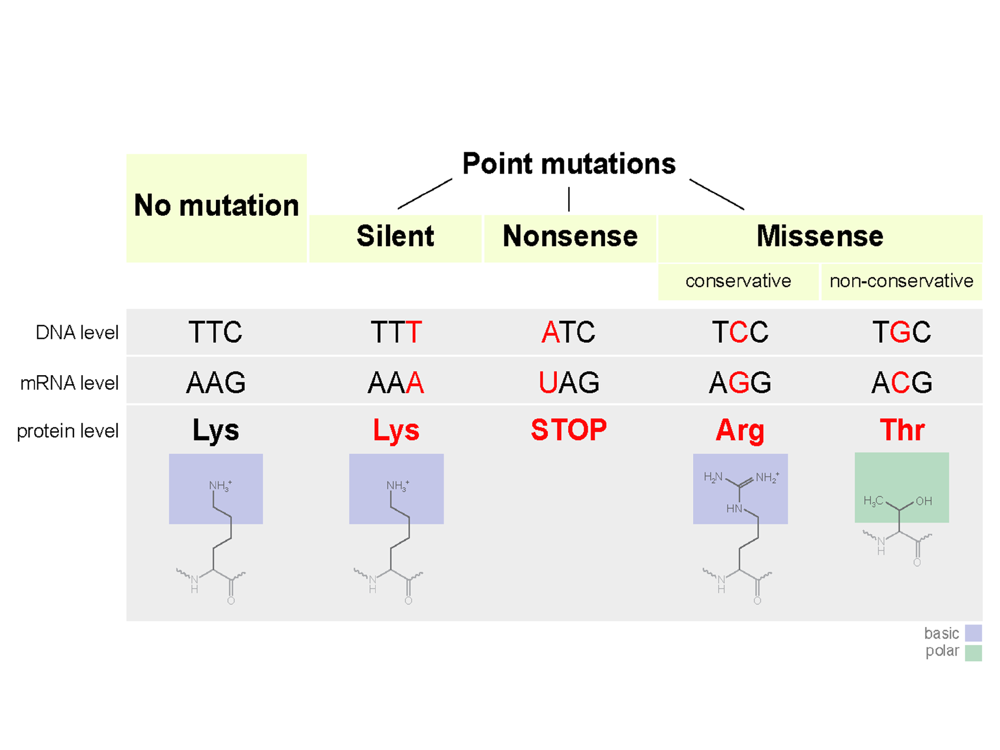 Point mutations
No mutation
Silent Nonsense Missense
conservative non-conservative
DNA level TTC TTT ATC TCC TGC
mRNA level AAG AAA UAG AGG ACG
protein level Lys Lys STOP Arg Thr
NH3+ NH3+ H2N NH2+ H3C OH
HN
N H O N H O N H O N H O
basic
polar